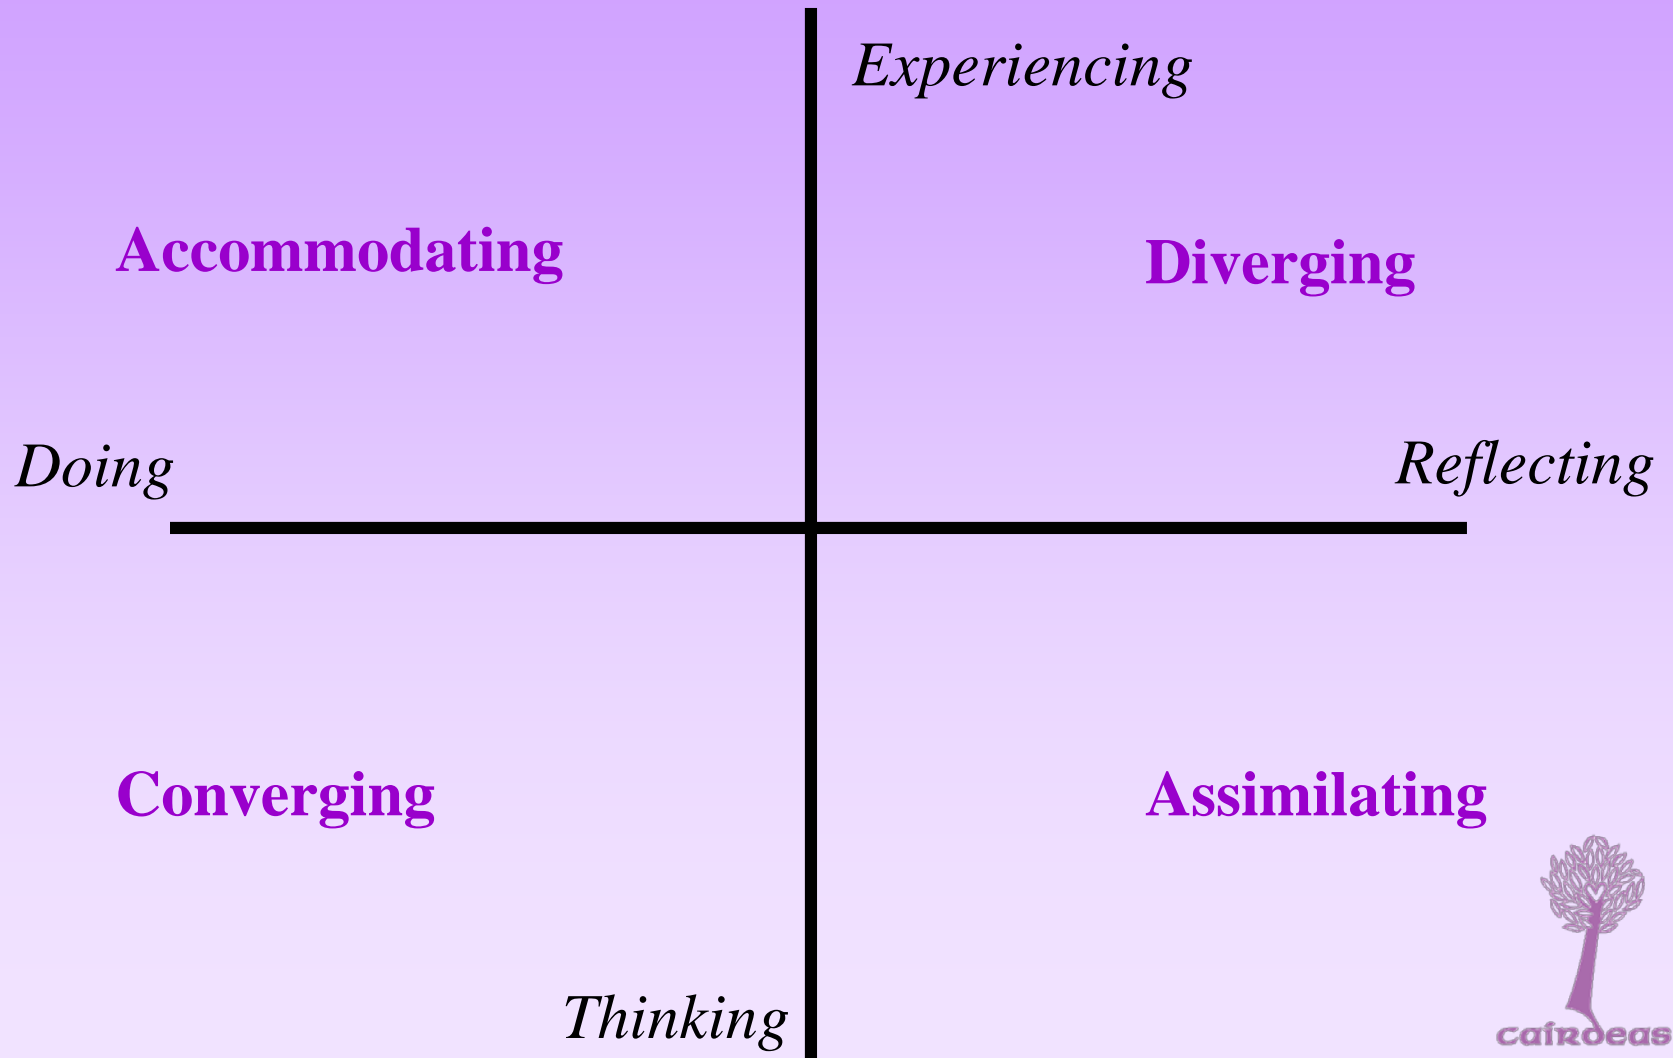 Experiencing
Accommodating
Diverging
Doing
Reflecting
Converging
Assimilating
Thinking
cairdeas